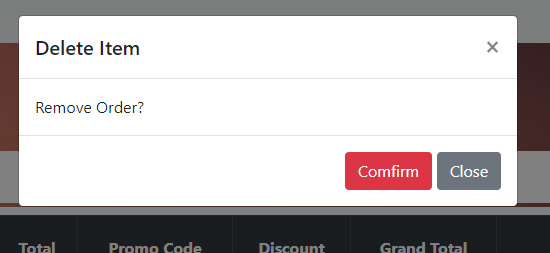 Delete Item ×
Remove Order?
Comfirm Close
Total Promo Code Discount Grand Total